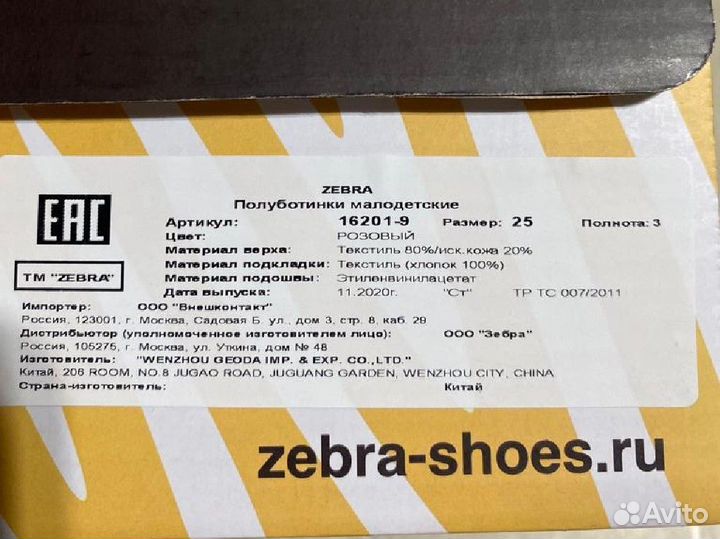 EAC
ТМ "ZEBRA"
ZEBRA
Полуботинки малодетские
Артикул: 16201-9 Размер: 25 Полнота: 3
Цвет: РОЗОВЫЙ
Материал верха: Текстиль 80%/иск.кожа 20%
Материал подкладки: Текстиль (хлопок 100%)
Материал подошвы: Этиленвинилацетат
Дата выпуска: 11.2020г. "Ст" ТР ТС 007/2011
Импортер: ООО "Внешконтакт"
Россия, 123001, г. Москва, Садовая Б. ул., дом 3, стр. 8, каб. 29
Дистрибьютор (уполномоченное изготовителем лицо): ООО "Зебра"
Россия, 105275, г. Москва, ул. Уткина, дом № 48
Изготовитель: "WENZHOU GEODA IMP. & EXP. CO.,LTD."
Китай, 206 ROOM, NO.8 JUGAO ROAD, JUGUANG GARDEN, WENZHOU CITY, CHINA
Страна-изготовитель: Китай
zebra-shoes.ru
Avito